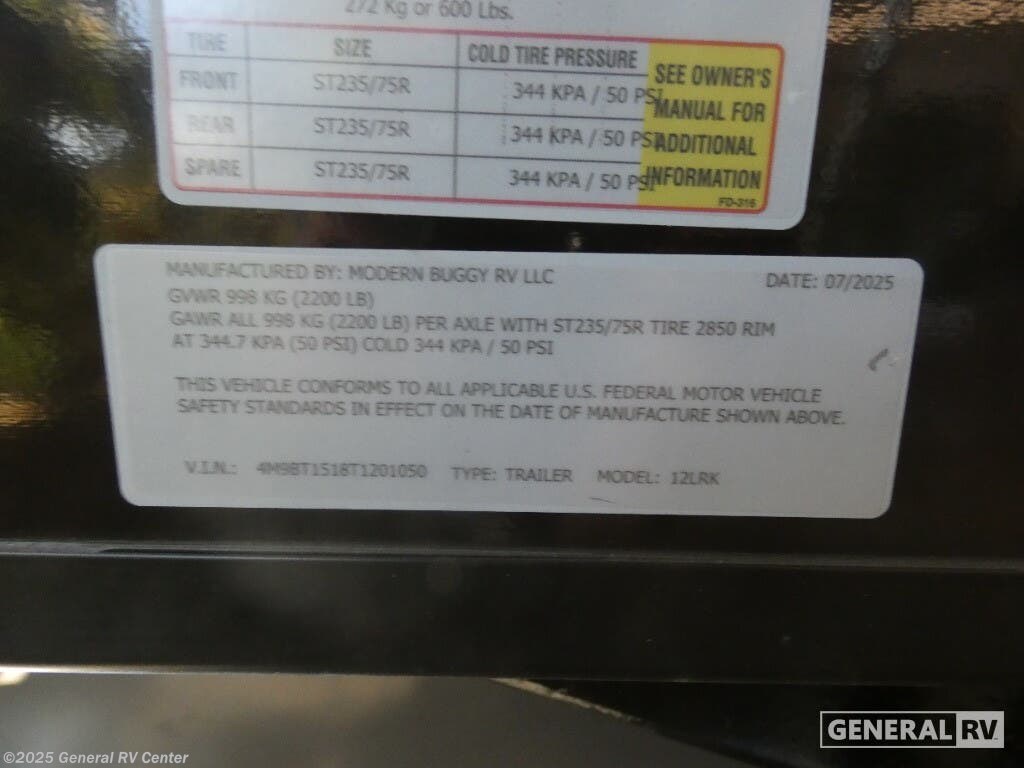 272 Kg or 600 Lbs.
TIRE SIZE COLD TIRE PRESSURE
FRONT ST235/75R 344 KPA / 50 PSI
REAR ST235/75R 344 KPA / 50 PSI
SPARE ST235/75R 344 KPA / 50 PSI
SEE OWNER'S
MANUAL FOR
ADDITIONAL
INFORMATION
FD-316
MANUFACTURED BY: MODERN BUGGY RV LLC DATE: 07/2025
GVWR 998 KG (2200 LB)
GAWR ALL 998 KG (2200 LB) PER AXLE WITH ST235/75R TIRE 2850 RIM
AT 344.7 KPA (50 PSI) COLD 344 KPA / 50 PSI
THIS VEHICLE CONFORMS TO ALL APPLICABLE U.S. FEDERAL MOTOR VEHICLE
SAFETY STANDARDS IN EFFECT ON THE DATE OF MANUFACTURE SHOWN ABOVE.
V.I.N.: 4M9BT1518T1201050 TYPE: TRAILER MODEL: 12LRK
GENERAL RV
©2025 General RV Center